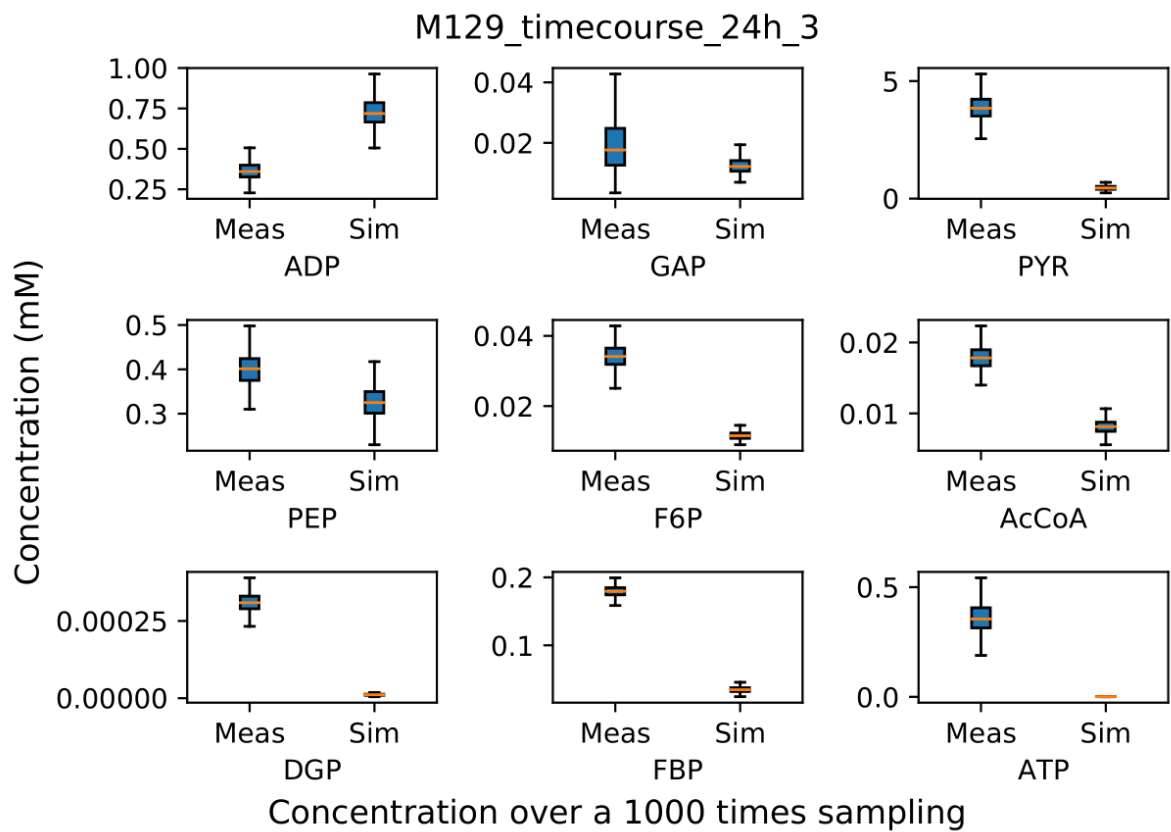 M129_timecourse_24h_3
Concentration (mM)
1.00
0.75
0.50
0.25
Meas Sim
ADP
0.04
0.02
Meas Sim
GAP
5
0
Meas Sim
PYR
0.5
0.4
0.3
Meas Sim
PEP
0.04
0.02
Meas Sim
F6P
0.02
0.01
Meas Sim
AcCoA
0.00025
0.00000
Meas Sim
DGP
0.2
0.1
Meas Sim
FBP
0.5
0.0
Meas Sim
ATP
Concentration over a 1000 times sampling